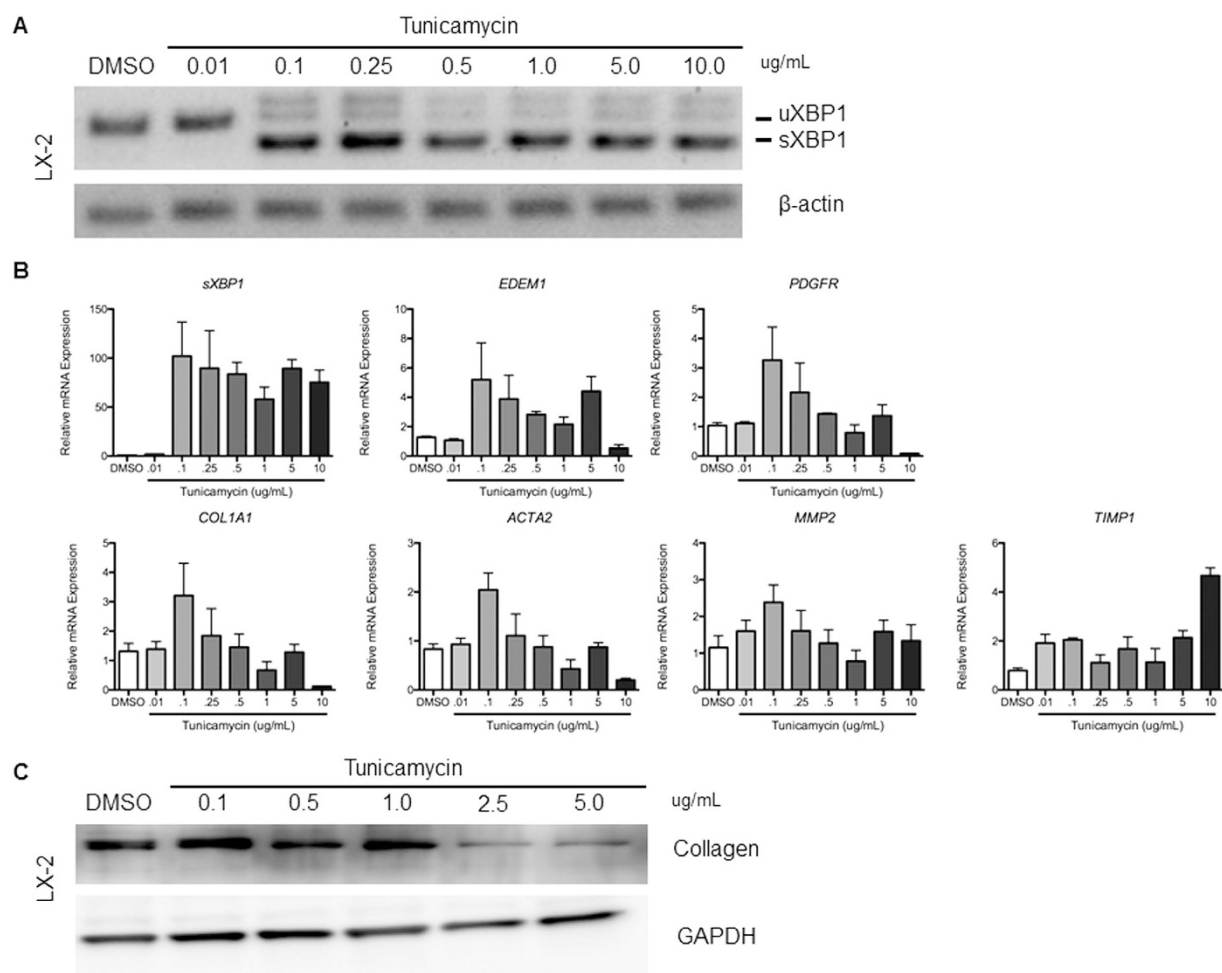 A
Tunicamycin
DMSO 0.01 0.1 0.25 0.5 1.0 5.0 10.0 ug/mL
LX-2
uXBP1
sXBP1
β-actin
B
sXBP1
Relative mRNA Expression
150
100
50
DMSO .01 .1 .25 .5 1 5 10
Tunicamycin (ug/mL)
EDEM1
Relative mRNA Expression
10
8
6
4
2
0
DMSO .01 .1 .25 .5 1 5 10
Tunicamycin (ug/mL)
PDGFR
Relative mRNA Expression
5
4
3
2
1
0
DMSO .01 .1 .25 .5 1 5 10
Tunicamycin (ug/mL)
COL1A1
Relative mRNA Expression
5
4
3
2
1
0
DMSO .01 .1 .25 .5 1 5 10
Tunicamycin (ug/mL)
ACTA2
Relative mRNA Expression
3
2
1
0
DMSO .01 .1 .25 .5 1 5 10
Tunicamycin (ug/mL)
MMP2
Relative mRNA Expression
4
3
2
1
0
DMSO .01 .1 .25 .5 1 5 10
Tunicamycin (ug/mL)
TIMP1
Relative mRNA Expression
6
4
2
0
DMSO .01 .1 .25 .5 1 5 10
Tunicamycin (ug/mL)
C
Tunicamycin
DMSO 0.1 0.5 1.0 2.5 5.0 ug/mL
LX-2
Collagen
GAPDH